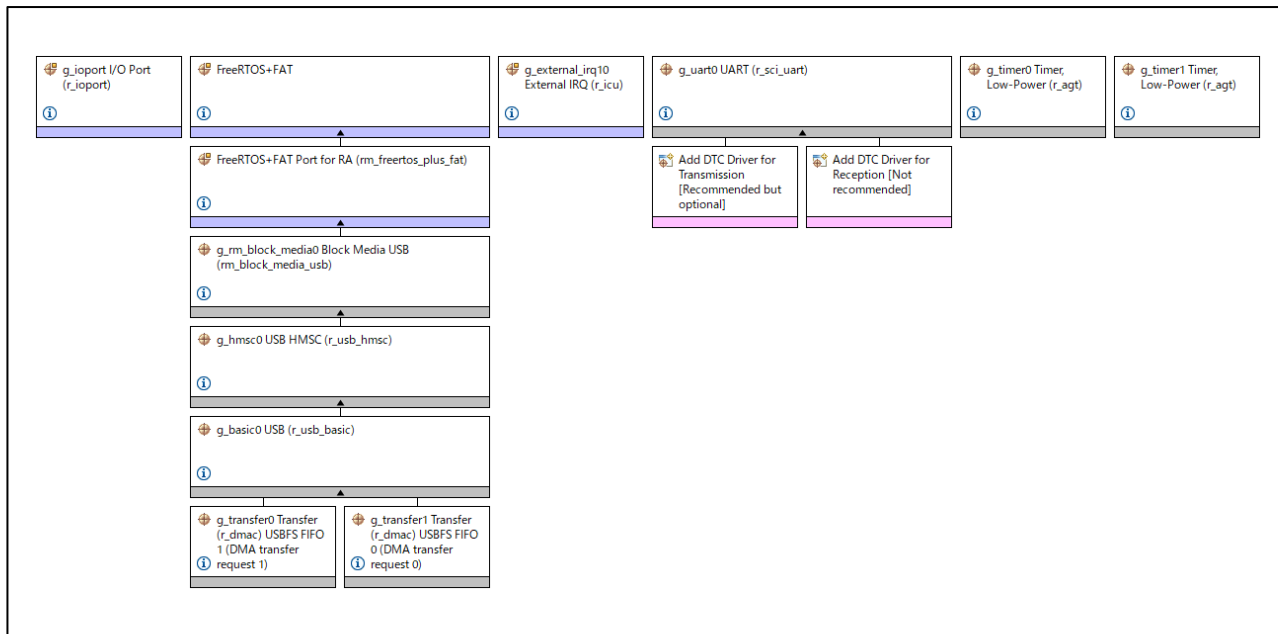 g_ioport I/O Port
(r_ioport)
FreeRTOS+FAT
g_external_irq10
External IRQ (r_icu)
g_uart0 UART (r_sci_uart)
g_timer0 Timer,
Low-Power (r_agt)
g_timer1 Timer,
Low-Power (r_agt)
FreeRTOS+FAT Port for RA (rm_freertos_plus_fat)
Add DTC Driver for
Transmission
[Recommended but
optional]
Add DTC Driver for
Reception [Not
recommended]
g_rm_block_media0 Block Media USB
(rm_block_media_usb)
g_hmsc0 USB HMSC (r_usb_hmsc)
g_basic0 USB (r_usb_basic)
g_transfer0 Transfer
(r_dmac) USBFS FIFO
1 (DMA transfer
request 1)
g_transfer1 Transfer
(r_dmac) USBFS FIFO
0 (DMA transfer
request 0)